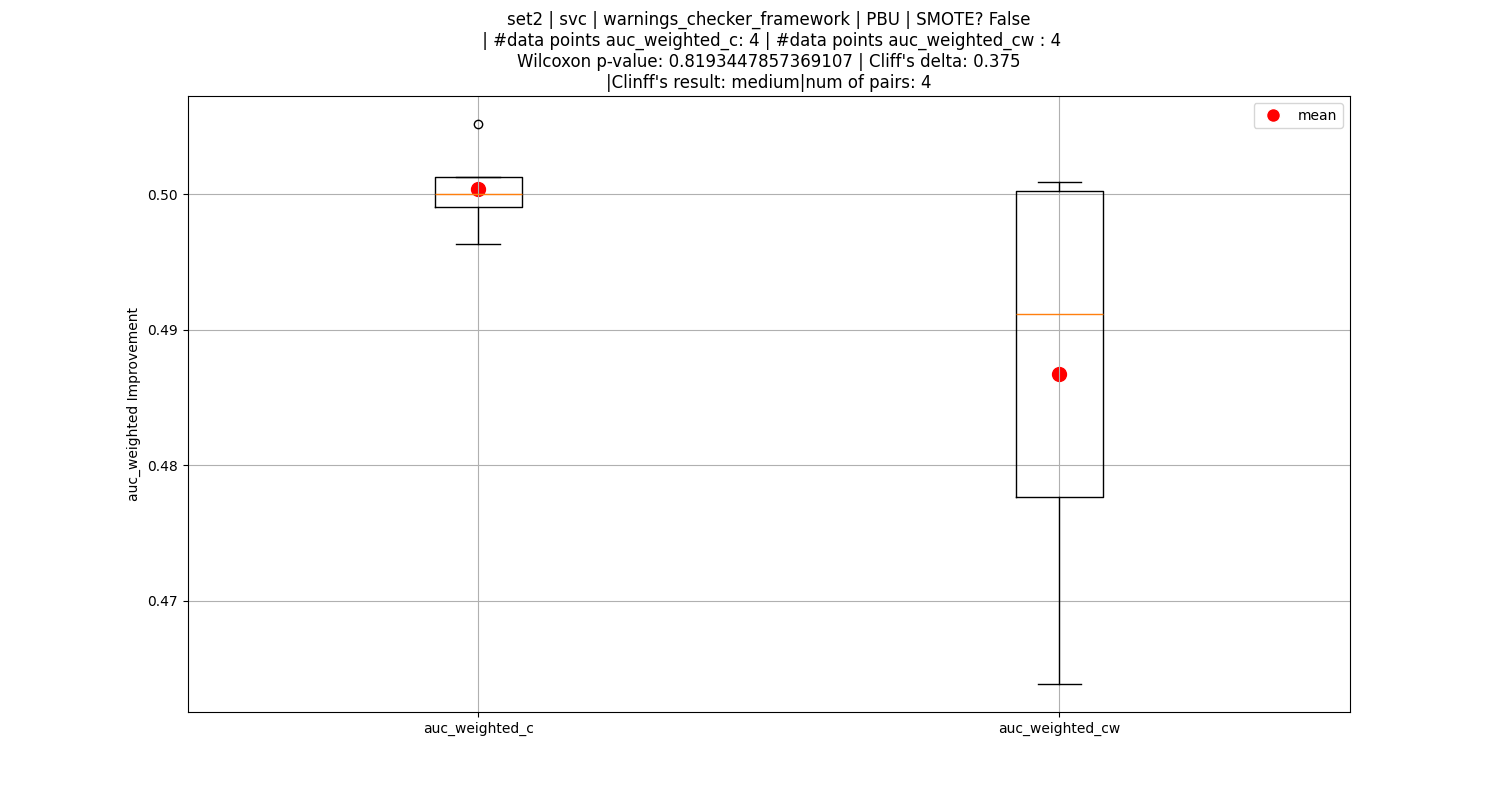 set2 | svc | warnings_checker_framework | PBU | SMOTE? False
| #data points auc_weighted_c: 4 | #data points auc_weighted_cw : 4
Wilcoxon p-value: 0.8193447857369107 | Cliff's delta: 0.375
|Clinff's result: medium|num of pairs: 4
mean
0.50
0.49
0.48
0.47
auc_weighted Improvement
auc_weighted_c
auc_weighted_cw